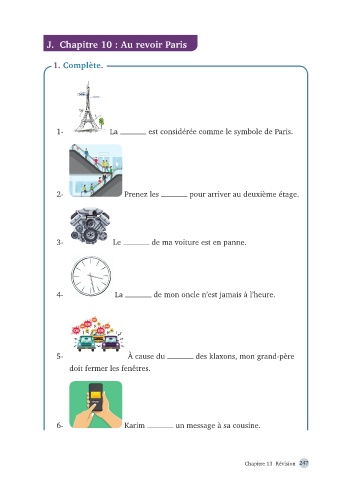 J. Chapitre 10 : Au revoir Paris
1. Complète.
1- La ______ est considérée comme le symbole de Paris.
2- Prenez les ______ pour arriver au deuxième étage.
3- Le ______ de ma voiture est en panne.
4- La ______ de mon oncle n'est jamais à l'heure.
5- À cause du ______ des klaxons, mon grand-père
doit fermer les fenêtres.
6- Karim ______ un message à sa cousine.
Chapitre 13 Révision 247